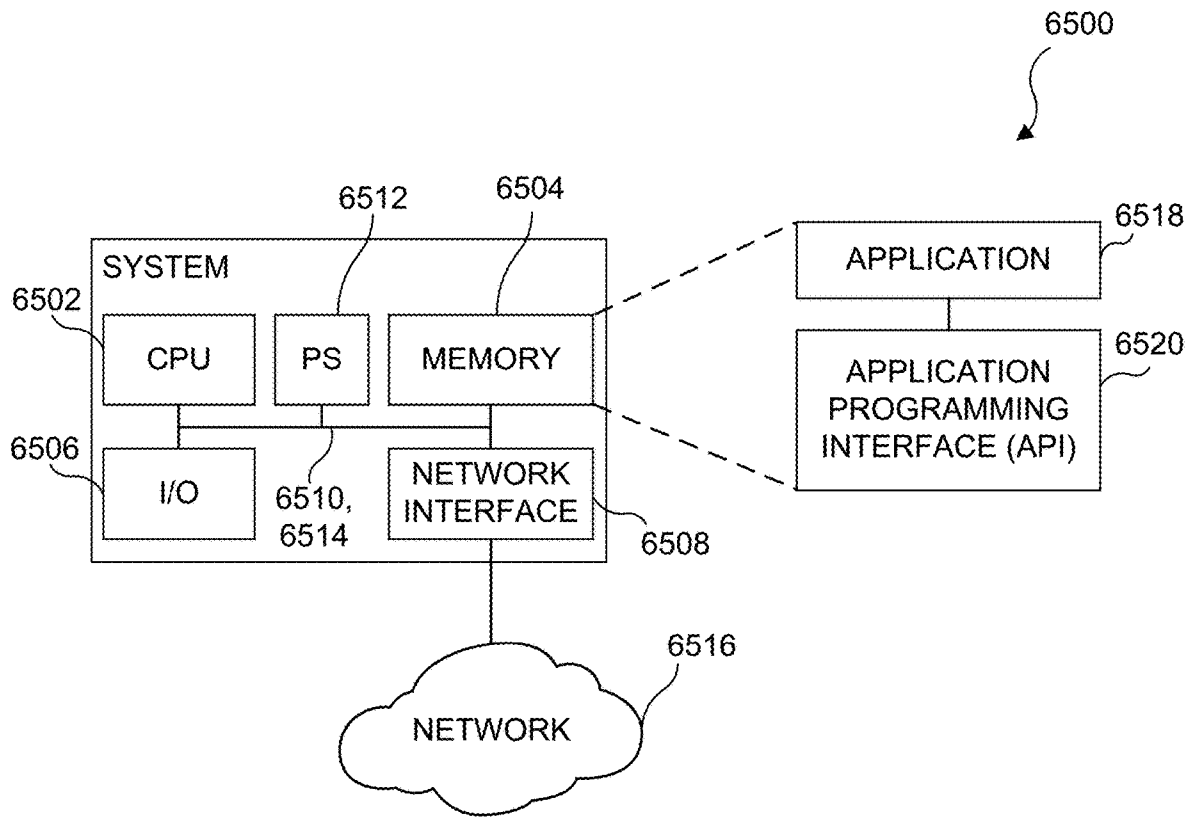 6500
6512
6504
6518
SYSTEM
APPLICATION
6502
CPU
PS
MEMORY
6520
APPLICATION
PROGRAMMING
INTERFACE (API)
6506
I/O
6510,
6514
NETWORK
INTERFACE
6508
6516
NETWORK